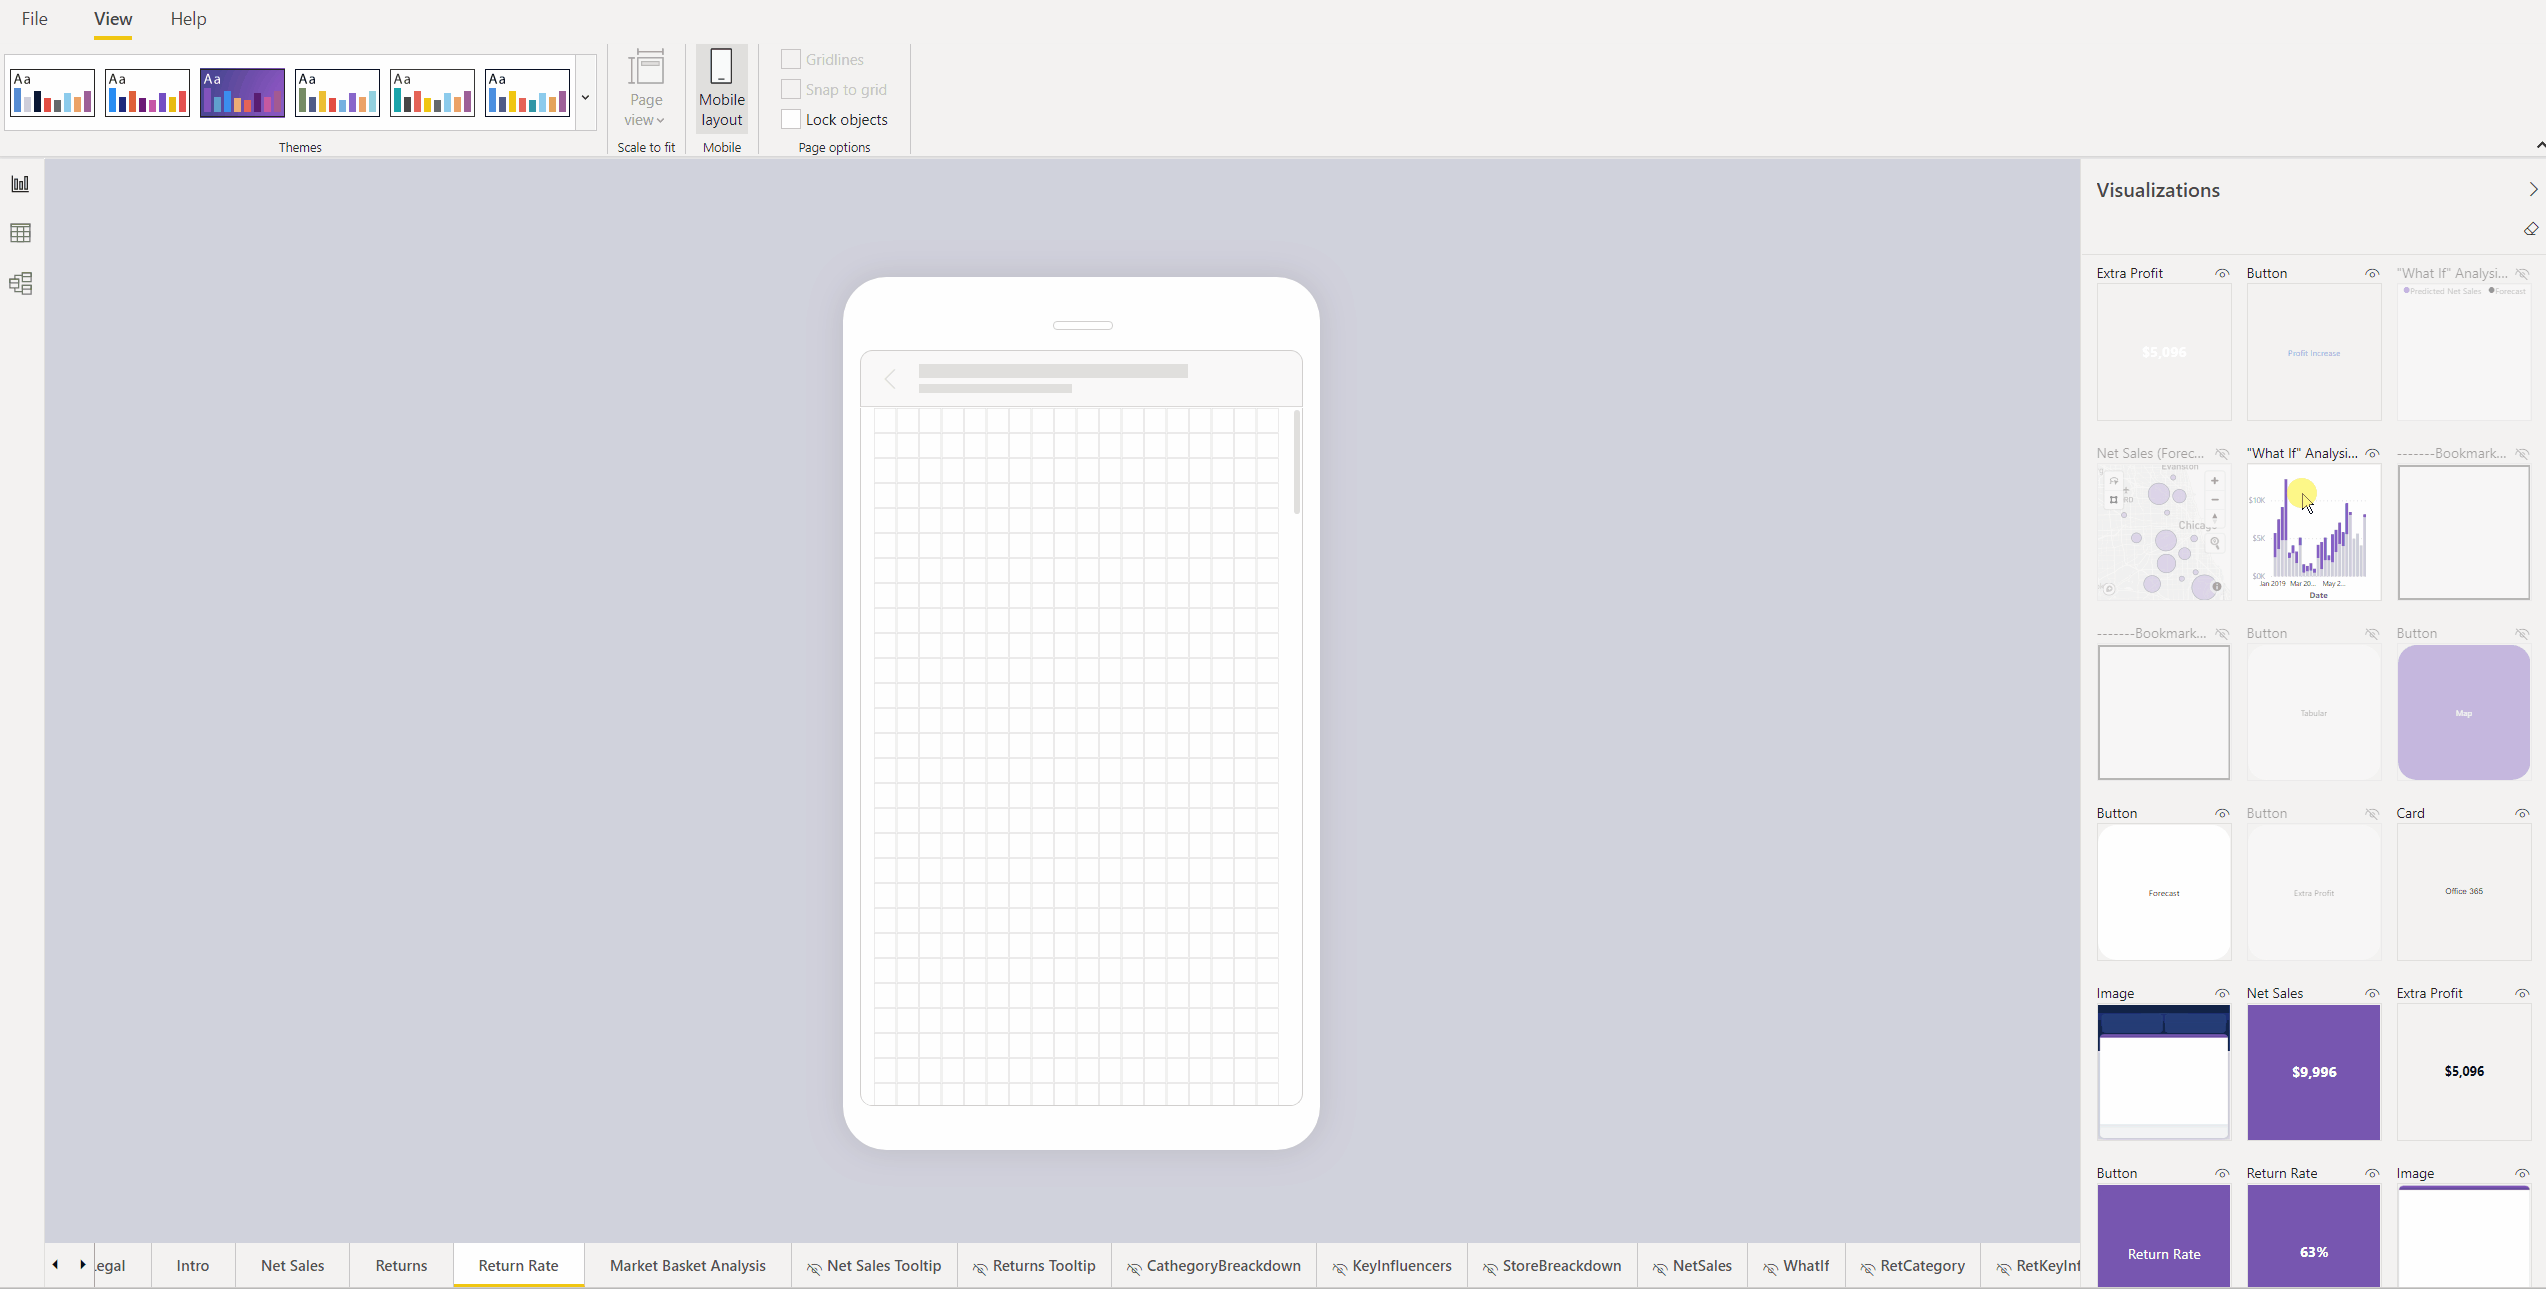 File View Help
Aa Aa Aa Aa Aa Aa
Page
view
Mobile
layout
Gridlines
Snap to grid
Lock objects
Themes Scale to fit Mobile Page options
Visualizations
Extra Profit Button "What If" Analysi...
Predicted Net Sales Forecast
$5,096 Profit Increase
Net Sales (Forec... "What If" Analysi... -------Bookmark...
Evanston
Chicag
$10K
$5K
$0K
Jan 2019 Mar 20... May 2...
Date
-------Bookmark... Button Button
Tabular Map
Button Button Card
Forecast Extra Profit Office 365
Image Net Sales Extra Profit
$9,996 $5,096
Button Return Rate Image
Return Rate 63%
.egal Intro Net Sales Returns Return Rate Market Basket Analysis Net Sales Tooltip Returns Tooltip CathegoryBreakdown KeyInfluencers StoreBreakdown NetSales WhatIf RetCategory RetKeyInf